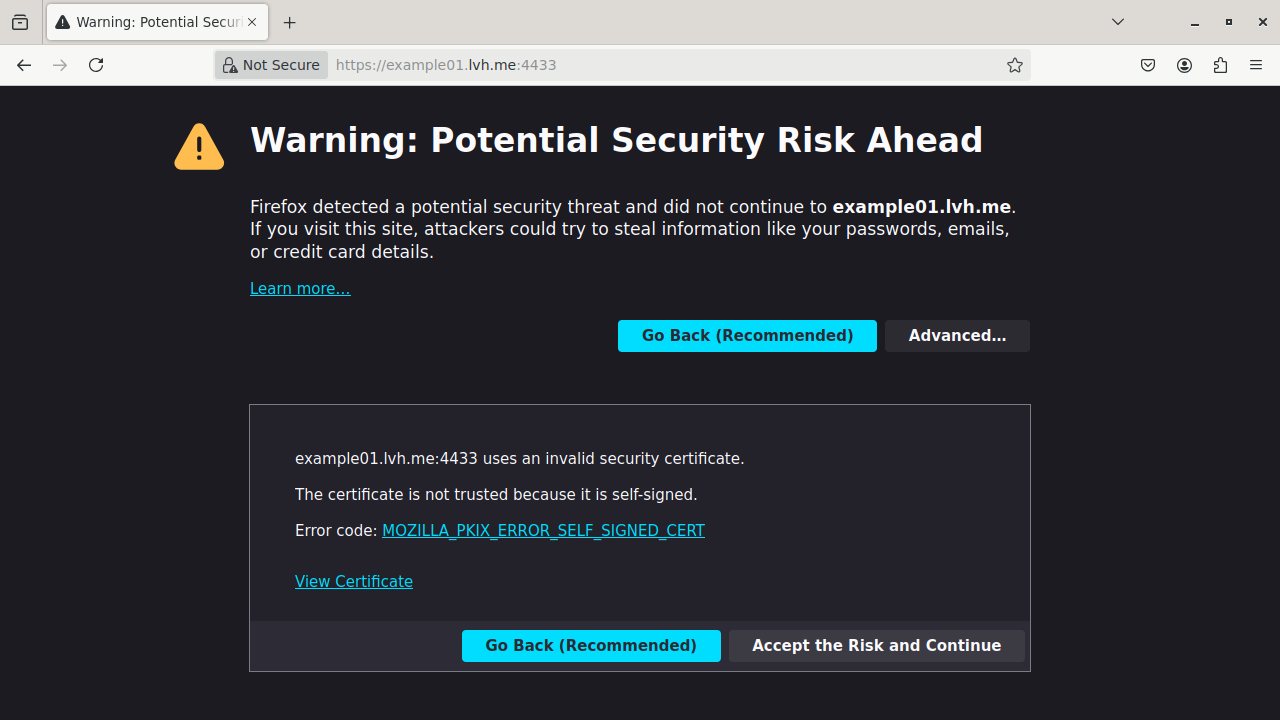 Warning: Potential Secur
Not Secure
https://example01.lvh.me:4433
Warning: Potential Security Risk Ahead
Firefox detected a potential security threat and did not continue to example01.lvh.me.
If you visit this site, attackers could try to steal information like your passwords, emails,
or credit card details.
Learn more…
Go Back (Recommended)
Advanced…
example01.lvh.me:4433 uses an invalid security certificate.
The certificate is not trusted because it is self-signed.
Error code: MOZILLA_PKIX_ERROR_SELF_SIGNED_CERT
View Certificate
Go Back (Recommended)
Accept the Risk and Continue